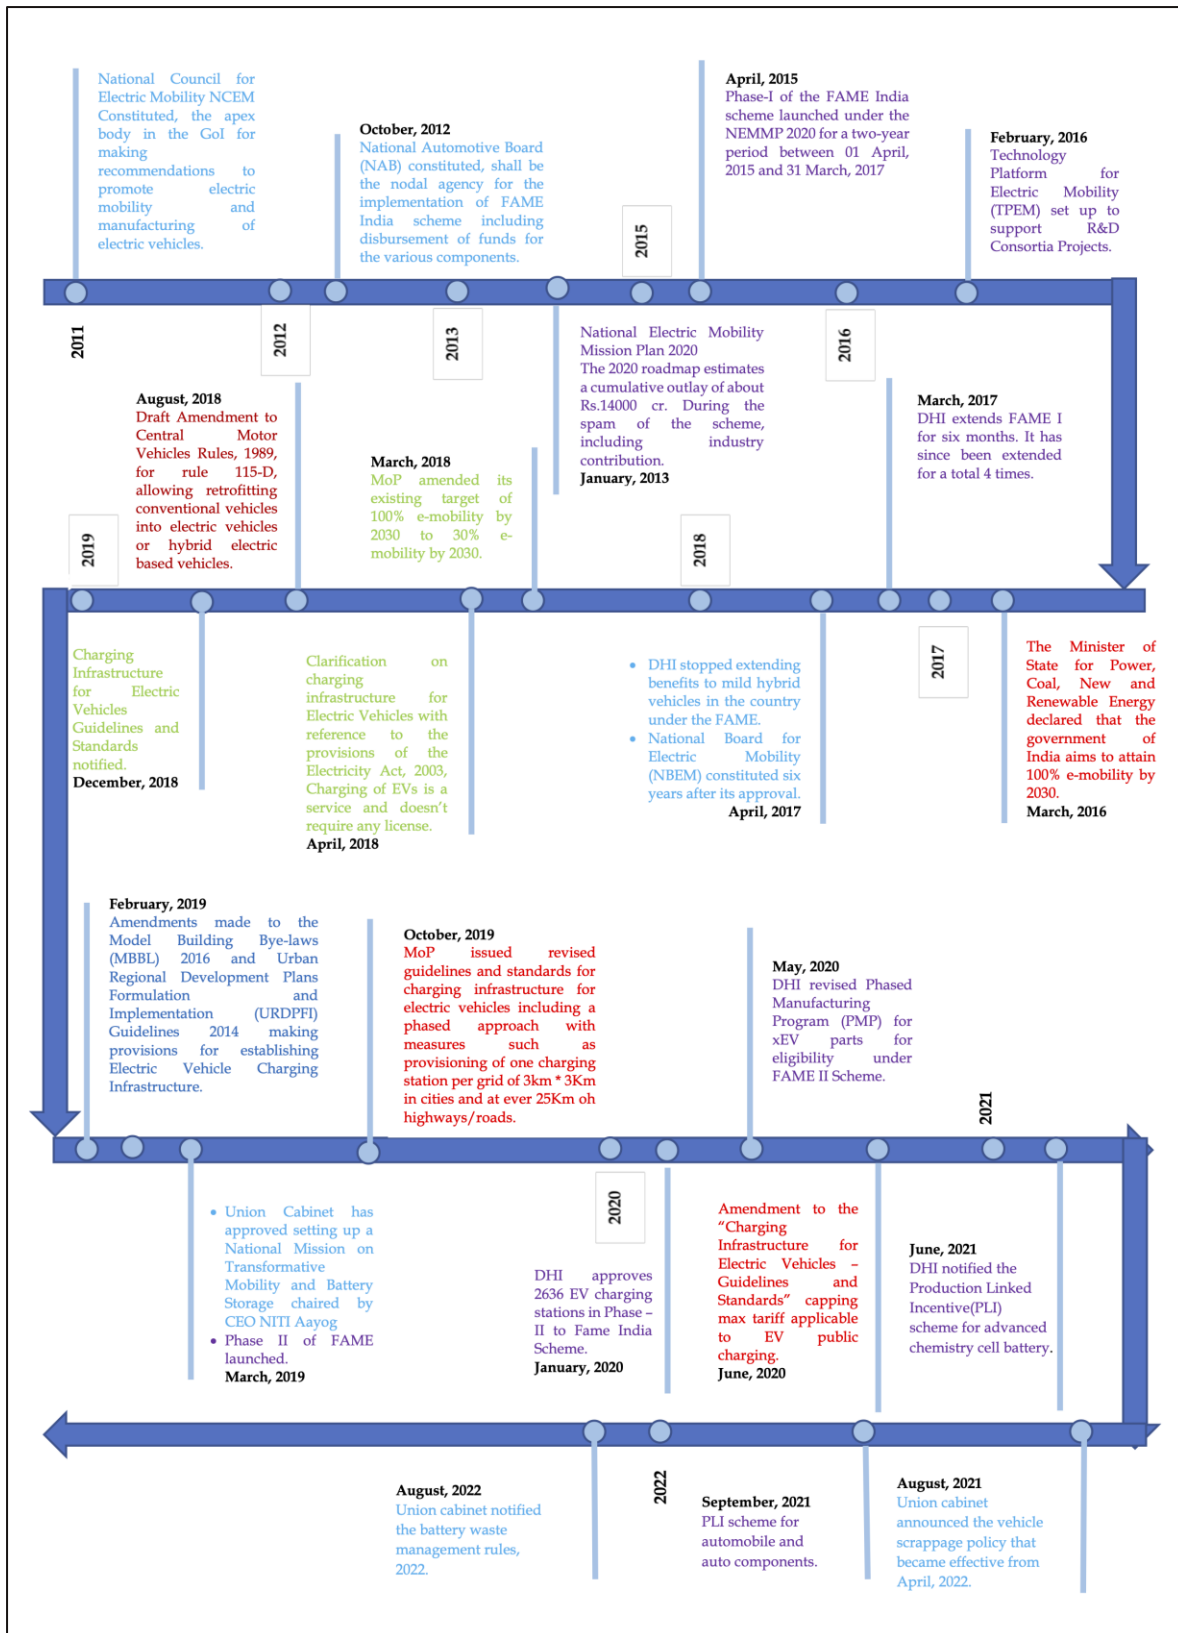 National Council for
Electric Mobility NCEM
Constituted, the apex
body in the GoI for
making
recommendations to
promote electric
mobility and
manufacturing of
electric vehicles.
2011
2012
October, 2012
National Automotive Board
(NAB) constituted, shall be
the nodal agency for the
implementation of FAME
India scheme including
disbursement of funds for
the various components.
2013
National Electric Mobility
Mission Plan 2020
The 2020 roadmap estimates
a cumulative outlay of about
Rs.14000 cr. During the
spam of the scheme,
including industry
contribution.
January, 2013
2015
April, 2015
Phase-I of the FAME India
scheme launched under the
NEMMP 2020 for a two-year
period between 01 April,
2015 and 31 March, 2017
2016
February, 2016
Technology
Platform for
Electric Mobility
(TPEM) set up to
support R&D
Consortia Projects.
The Minister of
State for Power,
Coal, New and
Renewable Energy
declared that the
government of
India aims to attain
100% e-mobility by
2030.
March, 2016
2017
March, 2017
DHI extends FAME I
for six months. It has
since been extended
for a total 4 times.
• DHI stopped extending
benefits to mild hybrid
vehicles in the country
under the FAME.
• National Board for
Electric Mobility
(NBEM) constituted six
years after its approval.
April, 2017
2018
March, 2018
MoP amended its
existing target of
100% e-mobility by
2030 to 30% e-
mobility by 2030.
Clarification on
charging
infrastructure for
Electric Vehicles with
reference to the
provisions of the
Electricity Act, 2003,
Charging of EVs is a
service and doesn't
require any license.
April, 2018
August, 2018
Draft Amendment to
Central Motor
Vehicles Rules, 1989,
for rule 115-D,
allowing retrofitting
conventional vehicles
into electric vehicles
or hybrid electric
based vehicles.
Charging
Infrastructure
for Electric
Vehicles
Guidelines and
Standards
notified.
December, 2018
2019
February, 2019
Amendments made to the
Model Building Bye-laws
(MBBL) 2016 and Urban
Regional Development Plans
Formulation and
Implementation (URDPFI)
Guidelines 2014 making
provisions for establishing
Electric Vehicle Charging
Infrastructure.
• Union Cabinet has
approved setting up a
National Mission on
Transformative
Mobility and Battery
Storage chaired by
CEO NITI Aayog
• Phase II of FAME
launched.
March, 2019
October, 2019
MoP issued revised
guidelines and standards for
charging infrastructure for
electric vehicles including a
phased approach with
measures such as
provisioning of one charging
station per grid of 3km * 3Km
in cities and at ever 25Km oh
highways/roads.
2020
DHI approves
2636 EV charging
stations in Phase –
II to Fame India
Scheme.
January, 2020
May, 2020
DHI revised Phased
Manufacturing
Program (PMP) for
xEV parts for
eligibility under
FAME II Scheme.
Amendment to the
“Charging
Infrastructure for
Electric Vehicles –
Guidelines and
Standards” capping
max tariff applicable
to EV public
charging.
June, 2020
2021
June, 2021
DHI notified the
Production Linked
Incentive(PLI)
scheme for advanced
chemistry cell battery.
August, 2021
Union cabinet
announced the vehicle
scrappage policy that
became effective from
April, 2022.
September, 2021
PLI scheme for
automobile and
auto components.
2022
August, 2022
Union cabinet notified
the battery waste
management rules,
2022.